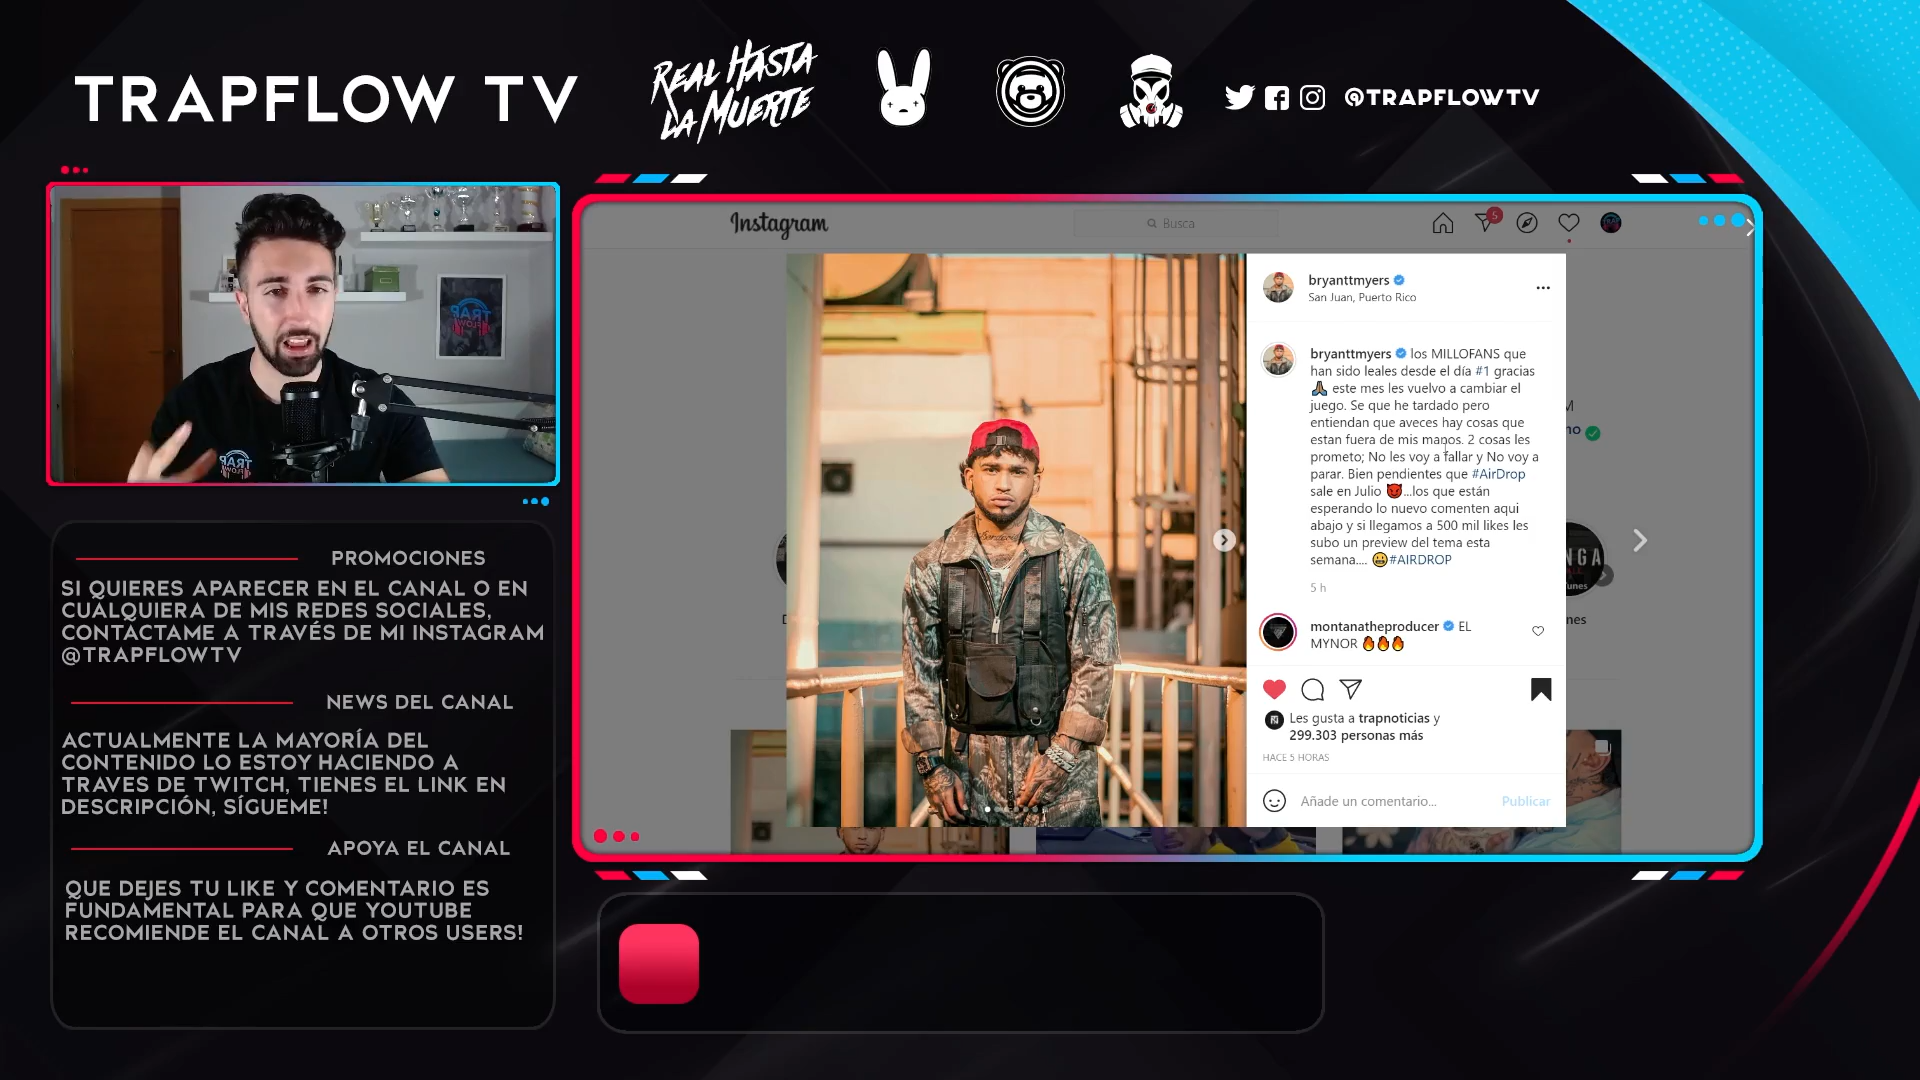 TRAPFLOW TV
REAL HASTA
LA MUERTE
@TRAPFLOWTV
PROMOCIONES
SI QUIERES APARECER EN EL CANAL O EN
CUALQUIERA DE MIS REDES SOCIALES,
CONTÁCTAME A TRAVÉS DE MI INSTAGRAM
@TRAPFLOWTV
NEWS DEL CANAL
ACTUALMENTE LA MAYORÍA DEL
CONTENIDO LO ESTOY HACIENDO A
TRAVES DE TWITCH, TIENES EL LINK EN
DESCRIPCIÓN, SÍGUEME!
APOYA EL CANAL
QUE DEJES TU LIKE Y COMENTARIO ES
FUNDAMENTAL PARA QUE YOUTUBE
RECOMIENDE EL CANAL A OTROS USERS!
Instagram
Busca
5
bryanttmyers
San Juan, Puerto Rico
bryanttmyers los MILLOFANS que
han sido leales desde el día #1 gracias
🙏🏽 este mes les vuelvo a cambiar el
juego. Se que he tardado pero
entiendan que aveces hay cosas que
estan fuera de mis manos. 2 cosas les
prometo; No les voy a fallar y No voy a
parar. Bien pendientes que #AirDrop
sale en Julio 😈...los que están
esperando lo nuevo comenten aqui
abajo y si llegamos a 500 mil likes les
subo un preview del tema esta
semana.... 😬#AIRDROP
5 h
montanatheproducer EL
MYNOR 🔥🔥🔥
Les gusta a trapnoticias y
299.303 personas más
HACE 5 HORAS
Añade un comentario...
Publicar